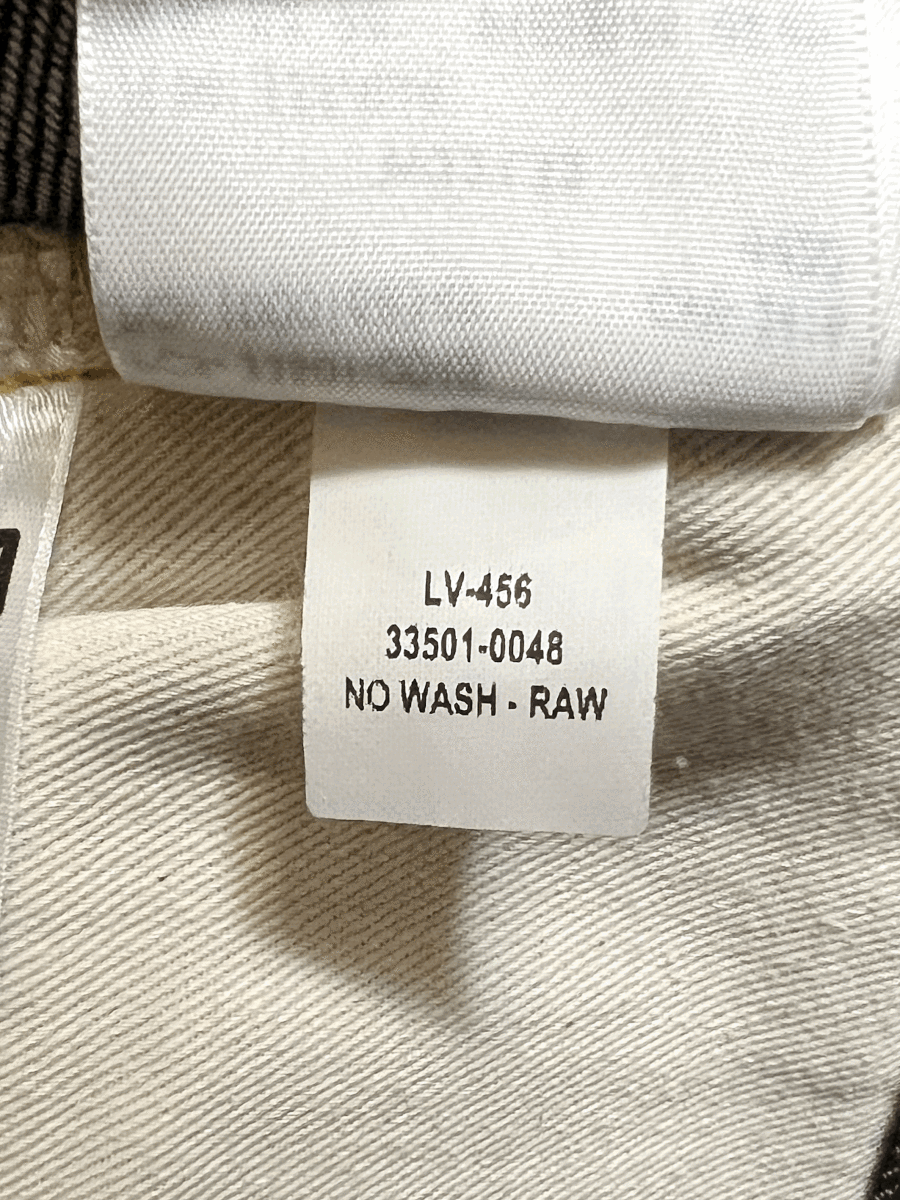 LV-456
33501-0048
NO WASH - RAW